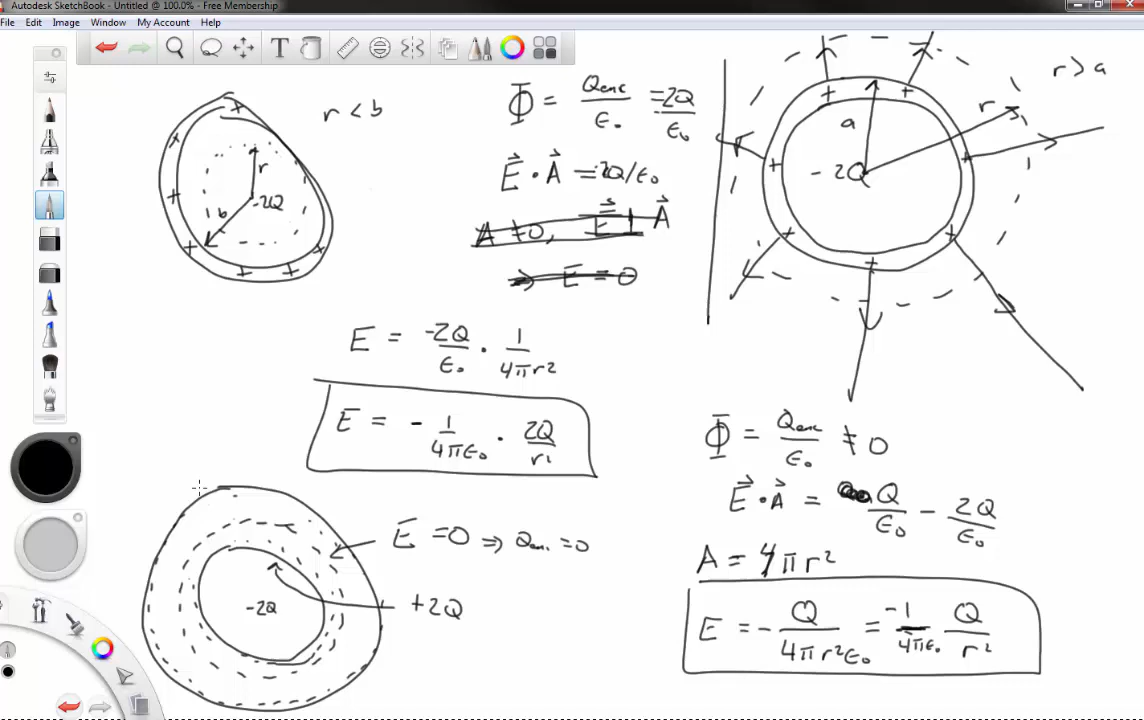 Autodesk SketchBook - Untitled @ 100.0% - Free Membership
File Edit Image Window My Account Help
r < b
r
b
-2Q
Φ = Qenc/ε₀ = 2Q/ε₀
E⃗ · A⃗ = -2Q/ε₀
A ≠ 0, E⃗ ⊥ A⃗
⇒ E = 0
E = -2Q/ε₀ · 1/4πr²
E = - 1/4πε₀ · 2Q/r²
r > a
a
r
-2Q
Φ = Qenc/ε₀ ≠ 0
E⃗ · A⃗ = Q/ε₀ - 2Q/ε₀
A = 4πr²
E = - Q/4πr²ε₀ = -1/4πε₀ Q/r²
E = 0 ⇒ Qenc = 0
-2Q
+2Q